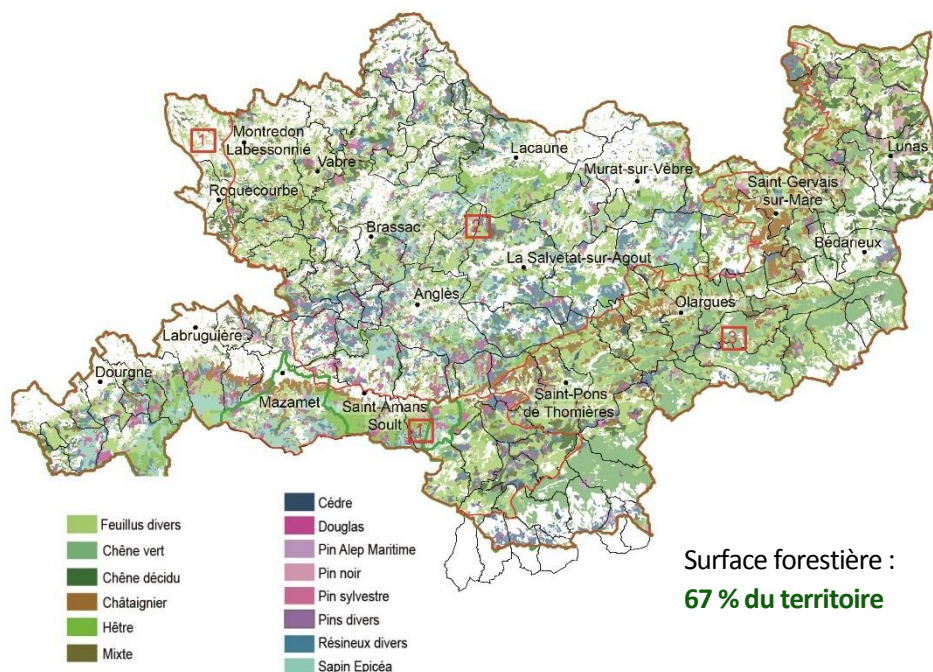 1
Montredon
Labessonnié
Vabre
Roquecourbe
Lacaune
Murat-sur-Vèbre
Lunas
Saint-Gervais
sur-Mare
Brassac
2
La Salvetat-sur-Agout
Bédarieux
Anglès
Olargues
Labruguière
3
Dourgne
Mazamet
Saint-Amans
Soult
1
Saint-Pons
de Thomières
Feuillus divers
Chêne vert
Chêne décidu
Châtaignier
Hêtre
Mixte
Cédre
Douglas
Pin Alep Maritime
Pin noir
Pin sylvestre
Pins divers
Résineux divers
Sapin Epicéa
Surface forestière :
67 % du territoire